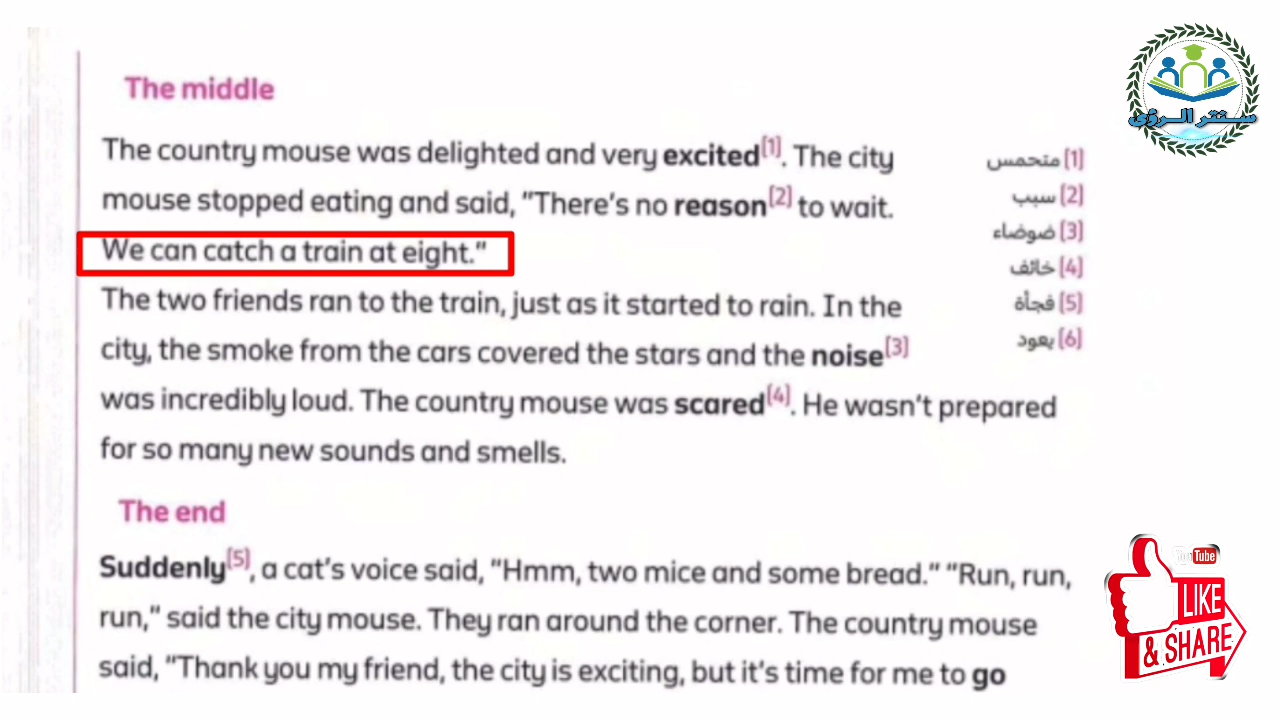 The middle
The country mouse was delighted and very excited[1]. The city
mouse stopped eating and said, "There's no reason[2] to wait.
We can catch a train at eight."
The two friends ran to the train, just as it started to rain. In the
city, the smoke from the cars covered the stars and the noise[3]
was incredibly loud. The country mouse was scared[4]. He wasn't prepared
for so many new sounds and smells.
[1] متحمس
[2] سبب
[3] ضوضاء
[4] خائف
[5] فجأة
[6] يعود
The end
Suddenly[5], a cat's voice said, "Hmm, two mice and some bread." "Run, run,
run," said the city mouse. They ran around the corner. The country mouse
said, "Thank you my friend, the city is exciting, but it's time for me to go
سنتر الرؤى
YouTube
LIKE
& SHARE